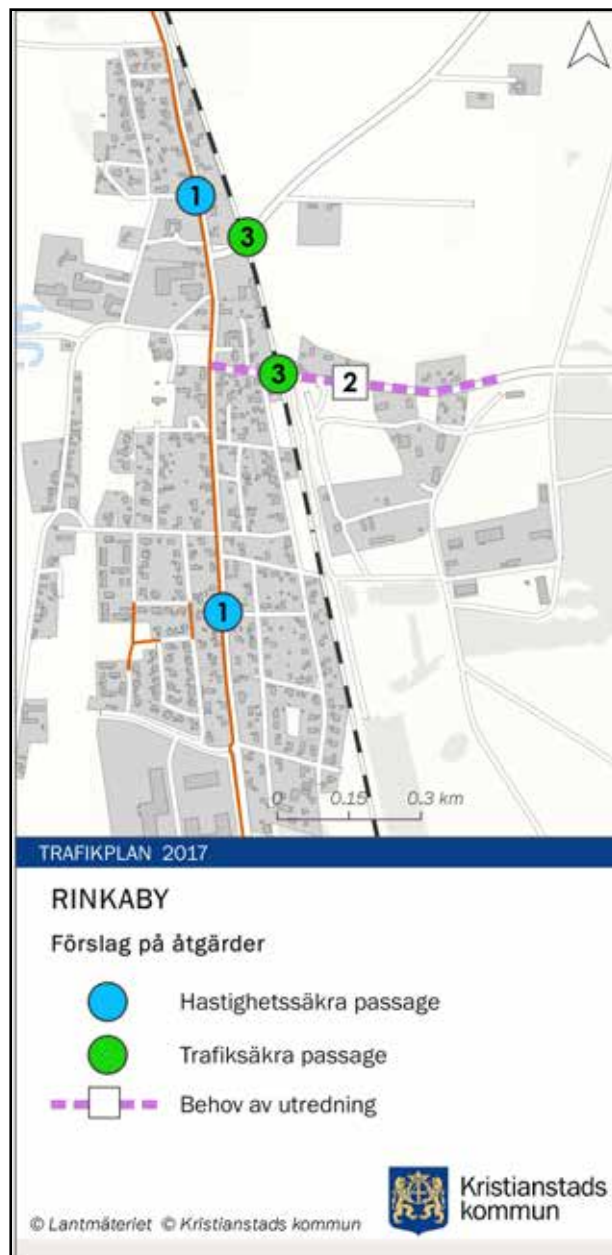 1
3
3
2
1
0 0.15 0.3 km
TRAFIKPLAN 2017
RINKABY
Förslag på åtgärder
Hastighetssäkra passage
Trafiksäkra passage
Behov av utredning
Kristianstads
kommun
© Lantmäteriet © Kristianstads kommun